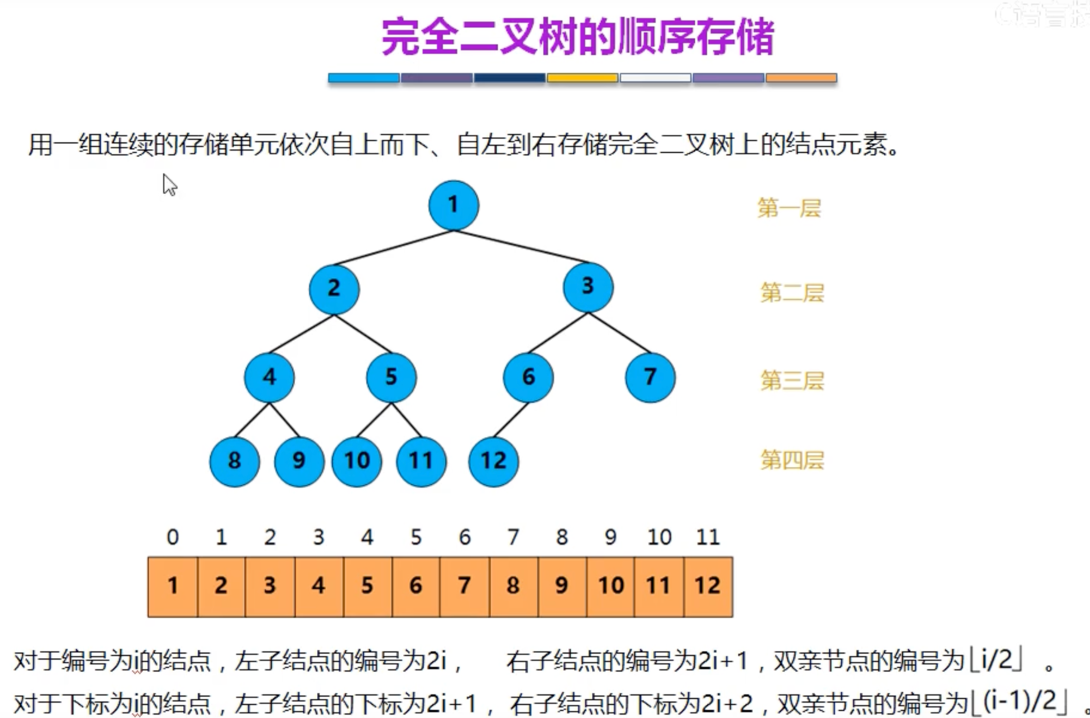 完全二叉树的顺序存储
用一组连续的存储单元依次自上而下、自左到右存储完全二叉树上的结点元素。
1 第一层
2 3 第二层
4 5 6 7 第三层
8 9 10 11 12 第四层
0 1 2 3 4 5 6 7 8 9 10 11
1 2 3 4 5 6 7 8 9 10 11 12
对于编号为i的结点，左子结点的编号为2i， 右子结点的编号为2i+1，双亲节点的编号为⌊i/2⌋ 。
对于下标为i的结点，左子结点的下标为2i+1，右子结点的下标为2i+2，双亲节点的编号为⌊(i-1)/2⌋ 。